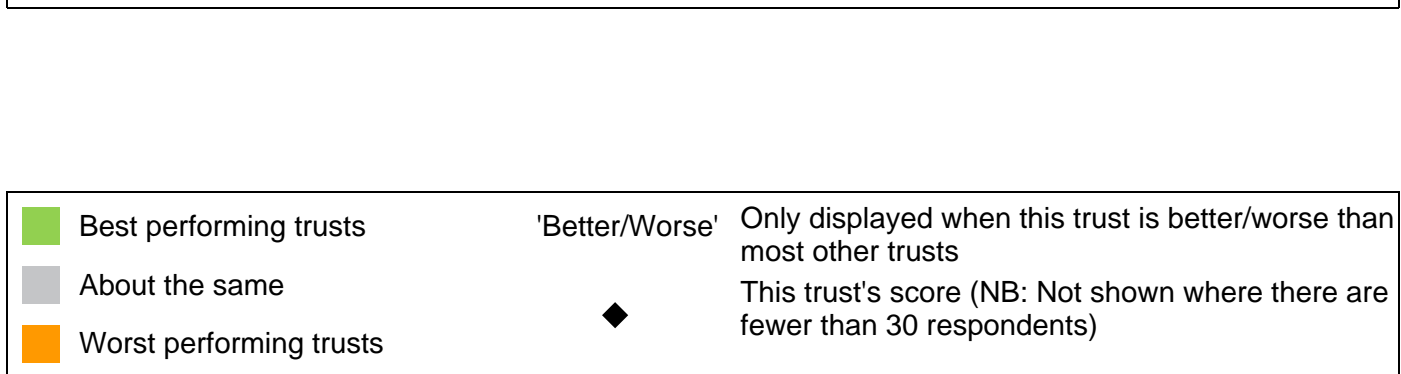 Best performing trusts
About the same
Worst performing trusts
'Better/Worse'
Only displayed when this trust is better/worse than
most other trusts
This trust's score (NB: Not shown where there are
fewer than 30 respondents)